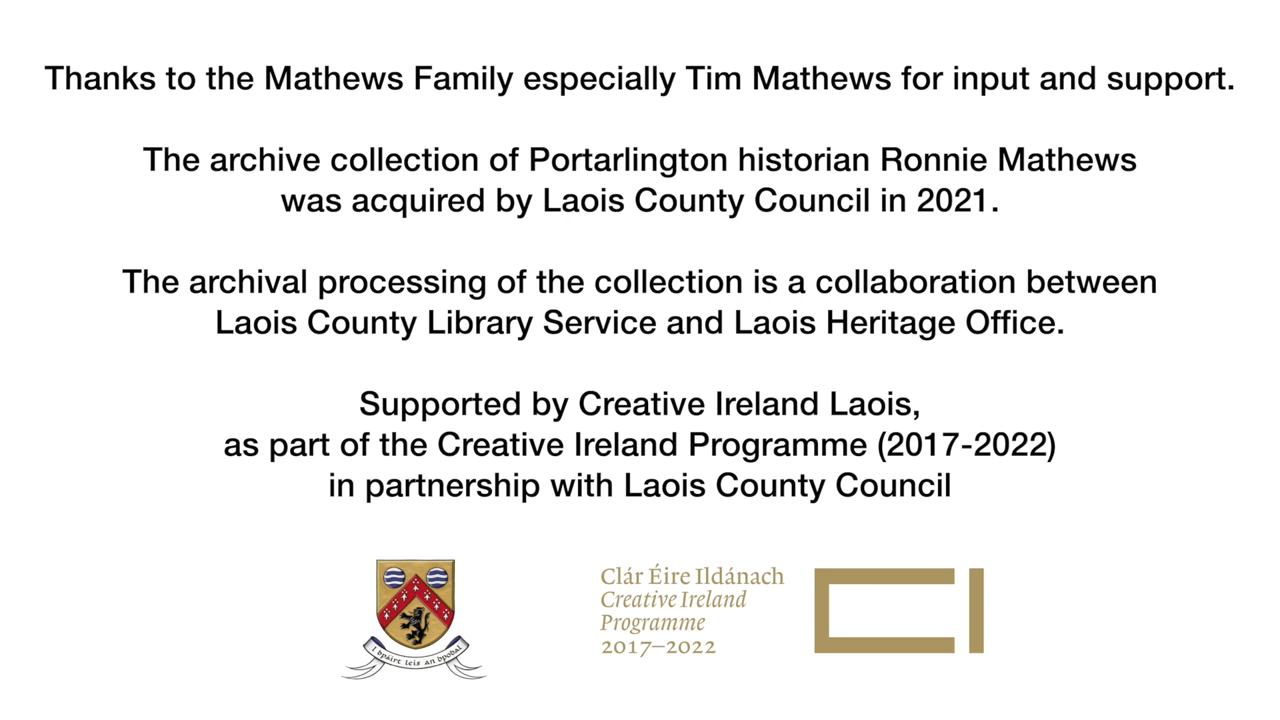 Thanks to the Mathews Family especially Tim Mathews for input and support.
The archive collection of Portarlington historian Ronnie Mathews
was acquired by Laois County Council in 2021.
The archival processing of the collection is a collaboration between
Laois County Library Service and Laois Heritage Office.
Supported by Creative Ireland Laois,
as part of the Creative Ireland Programme (2017-2022)
in partnership with Laois County Council
I bpáirt leis an bpobal
Clár Éire Ildánach
Creative Ireland
Programme
2017–2022